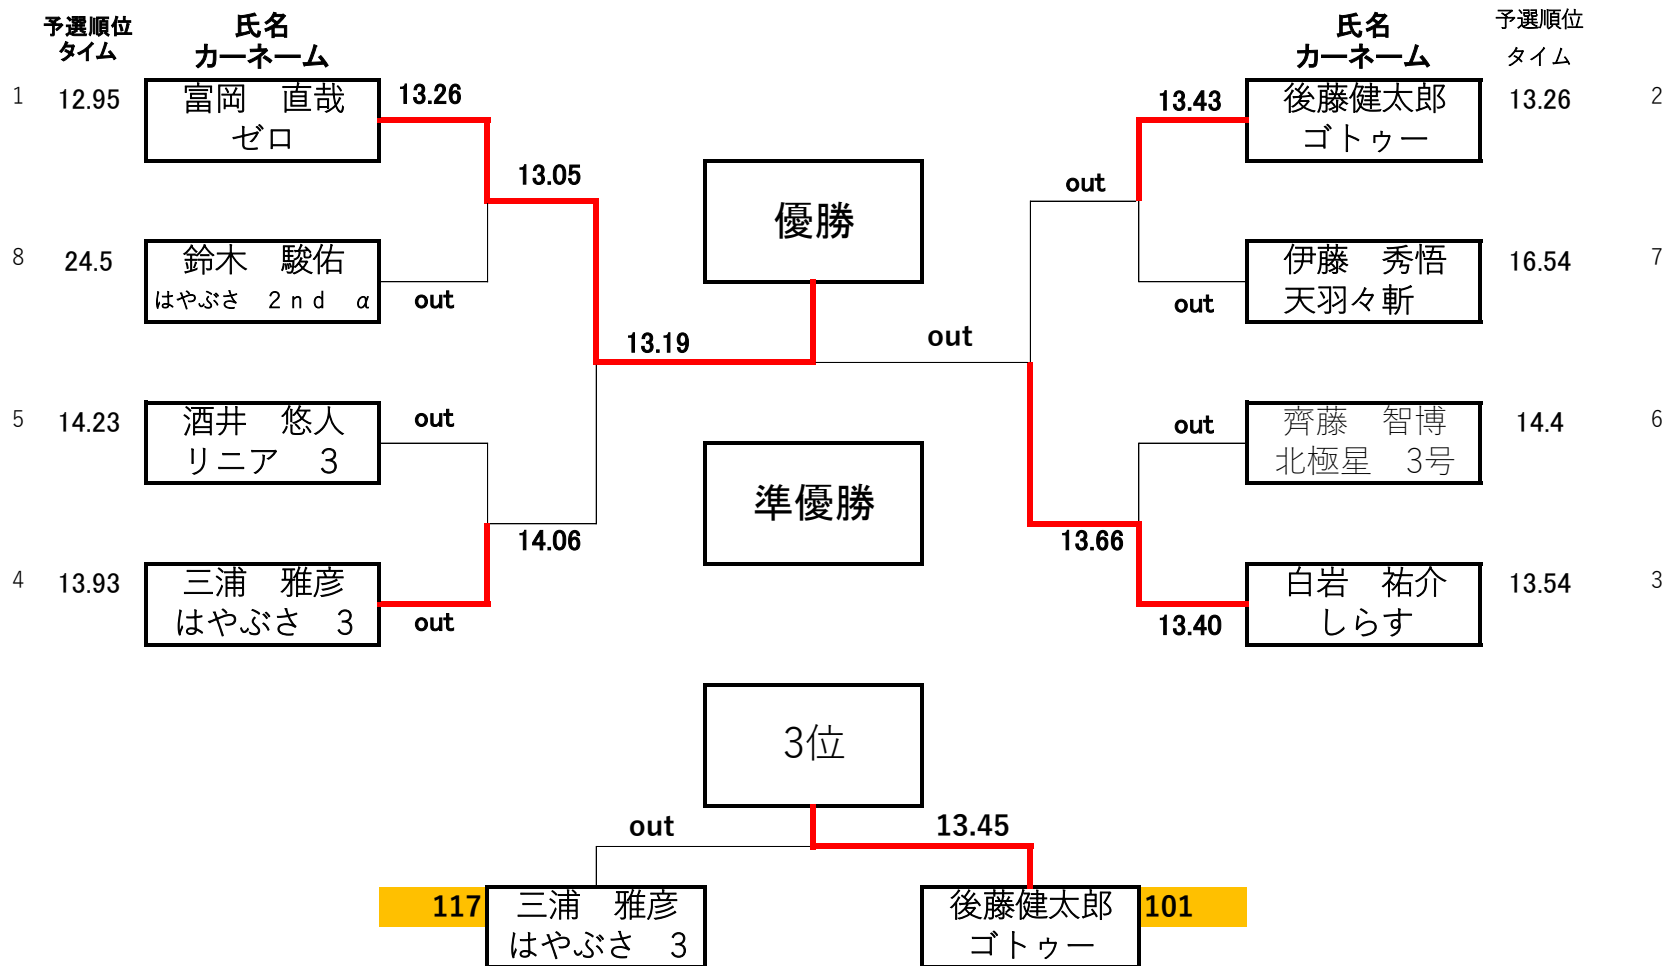 予選順位
タイム
氏名
カーネーム
氏名
カーネーム
予選順位
タイム
1
12.95
富岡　直哉
ゼロ
13.26
13.43
後藤健太郎
ゴトゥー
13.26
2
13.05
優勝
out
8
24.5
鈴木　駿佑
はやぶさ　2nd　α
out
out
伊藤　秀悟
天羽々斬
16.54
7
13.19
out
5
14.23
酒井　悠人
リニア　3
out
out
齊藤　智博
北極星　3号
14.4
6
準優勝
14.06
13.66
4
13.93
三浦　雅彦
はやぶさ　3
out
13.40
白岩　祐介
しらす
13.54
3
3位
out
13.45
117
三浦　雅彦
はやぶさ　3
後藤健太郎
ゴトゥー
101